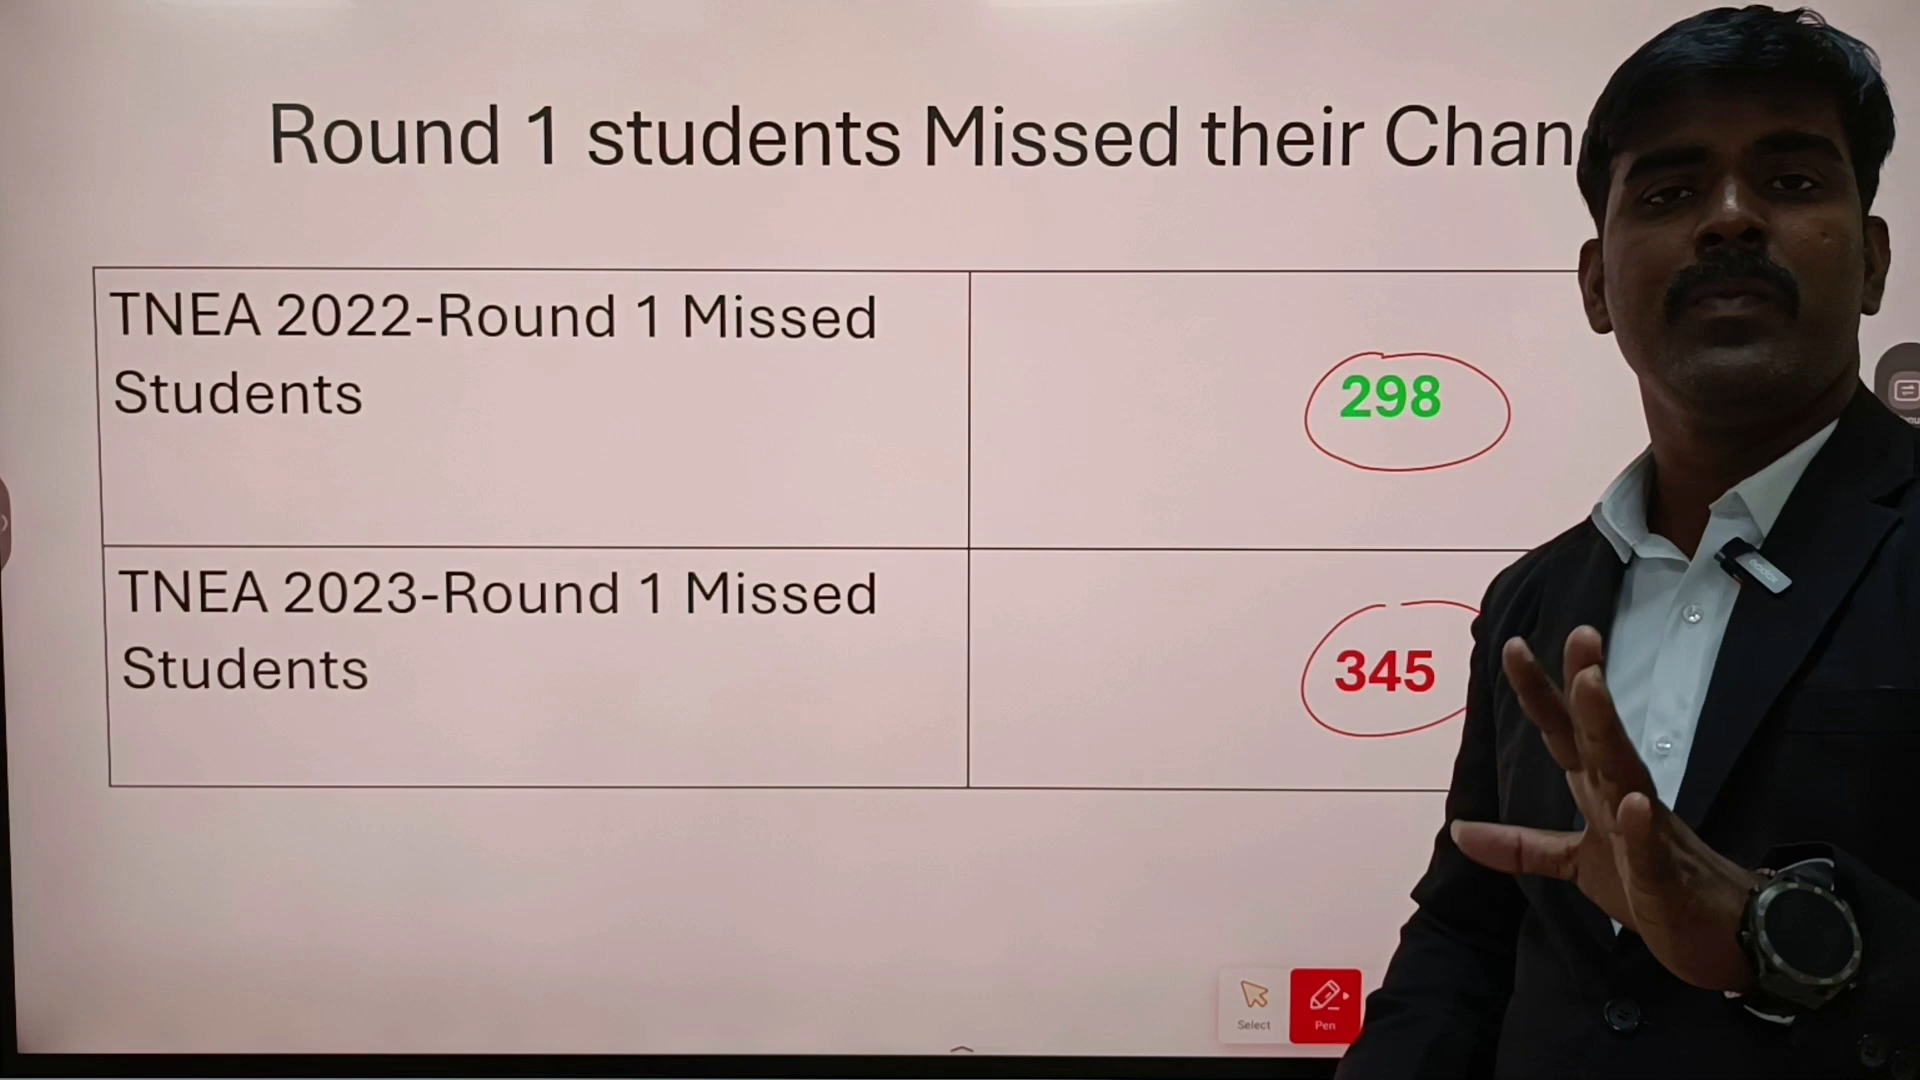 Round 1 students Missed their Chan
TNEA 2022-Round 1 Missed
Students
298
TNEA 2023-Round 1 Missed
Students
345
Select
Pen